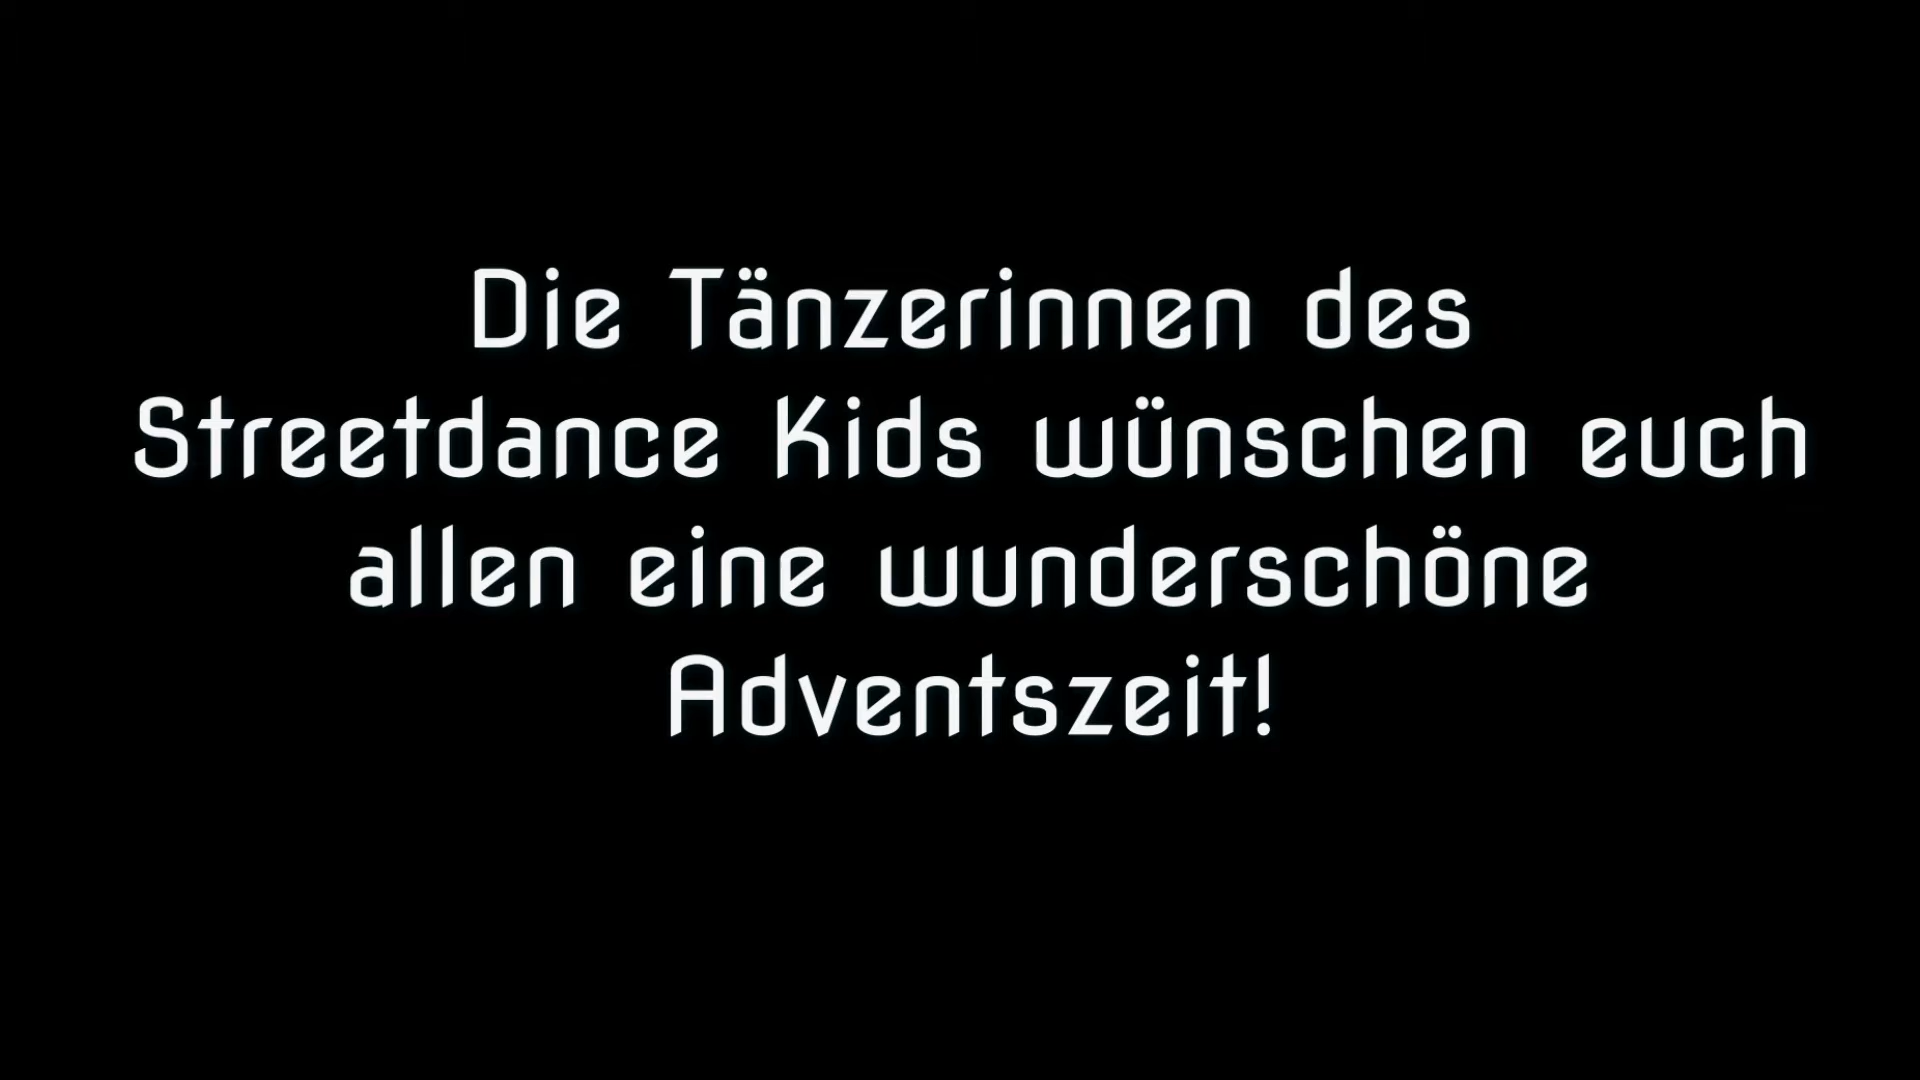 Die Tänzerinnen des
Streetdance Kids wünschen euch
allen eine wunderschöne
Adventszeit!